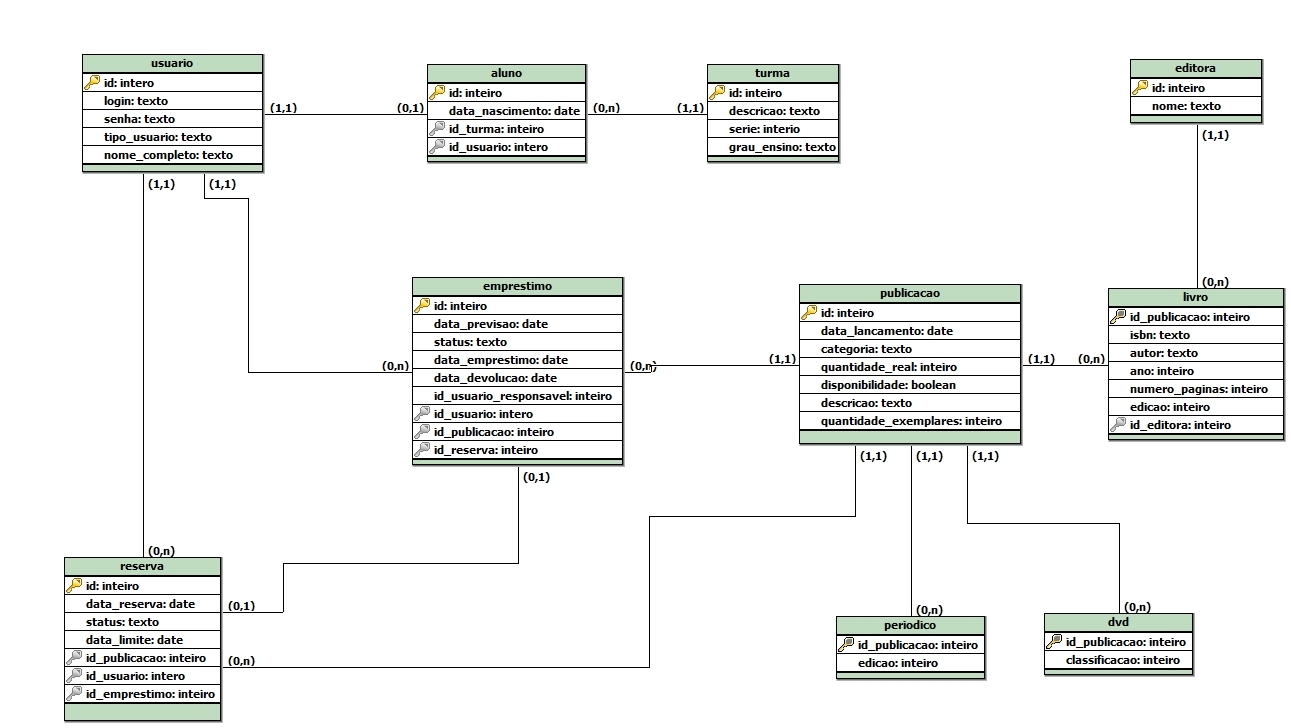 usuario
id: intero
login: texto
senha: texto
tipo_usuario: texto
nome_completo: texto
(1,1)
(0,1)
aluno
id: inteiro
data_nascimento: date
id_turma: inteiro
id_usuario: intero
(0,n)
(1,1)
turma
id: inteiro
descricao: texto
serie: interio
grau_ensino: texto
editora
id: inteiro
nome: texto
(1,1)
(1,1)
(1,1)
(0,n)
emprestimo
id: inteiro
data_previsao: date
status: texto
data_emprestimo: date
data_devolucao: date
id_usuario_responsavel: inteiro
id_usuario: intero
id_publicacao: inteiro
id_reserva: inteiro
(0,n)
(0,n)
(1,1)
publicacao
id: inteiro
data_lancamento: date
categoria: texto
quantidade_real: inteiro
disponibilidade: boolean
descricao: texto
quantidade_exemplares: inteiro
(1,1)
(0,n)
livro
id_publicacao: inteiro
isbn: texto
autor: texto
ano: inteiro
numero_paginas: inteiro
edicao: inteiro
id_editora: inteiro
(0,1)
(1,1)
(1,1)
(1,1)
(0,n)
reserva
id: inteiro
data_reserva: date
status: texto
data_limite: date
id_publicacao: inteiro
id_usuario: intero
id_emprestimo: inteiro
(0,1)
(0,n)
(0,n)
periodico
id_publicacao: inteiro
edicao: inteiro
(0,n)
dvd
id_publicacao: inteiro
classificacao: inteiro